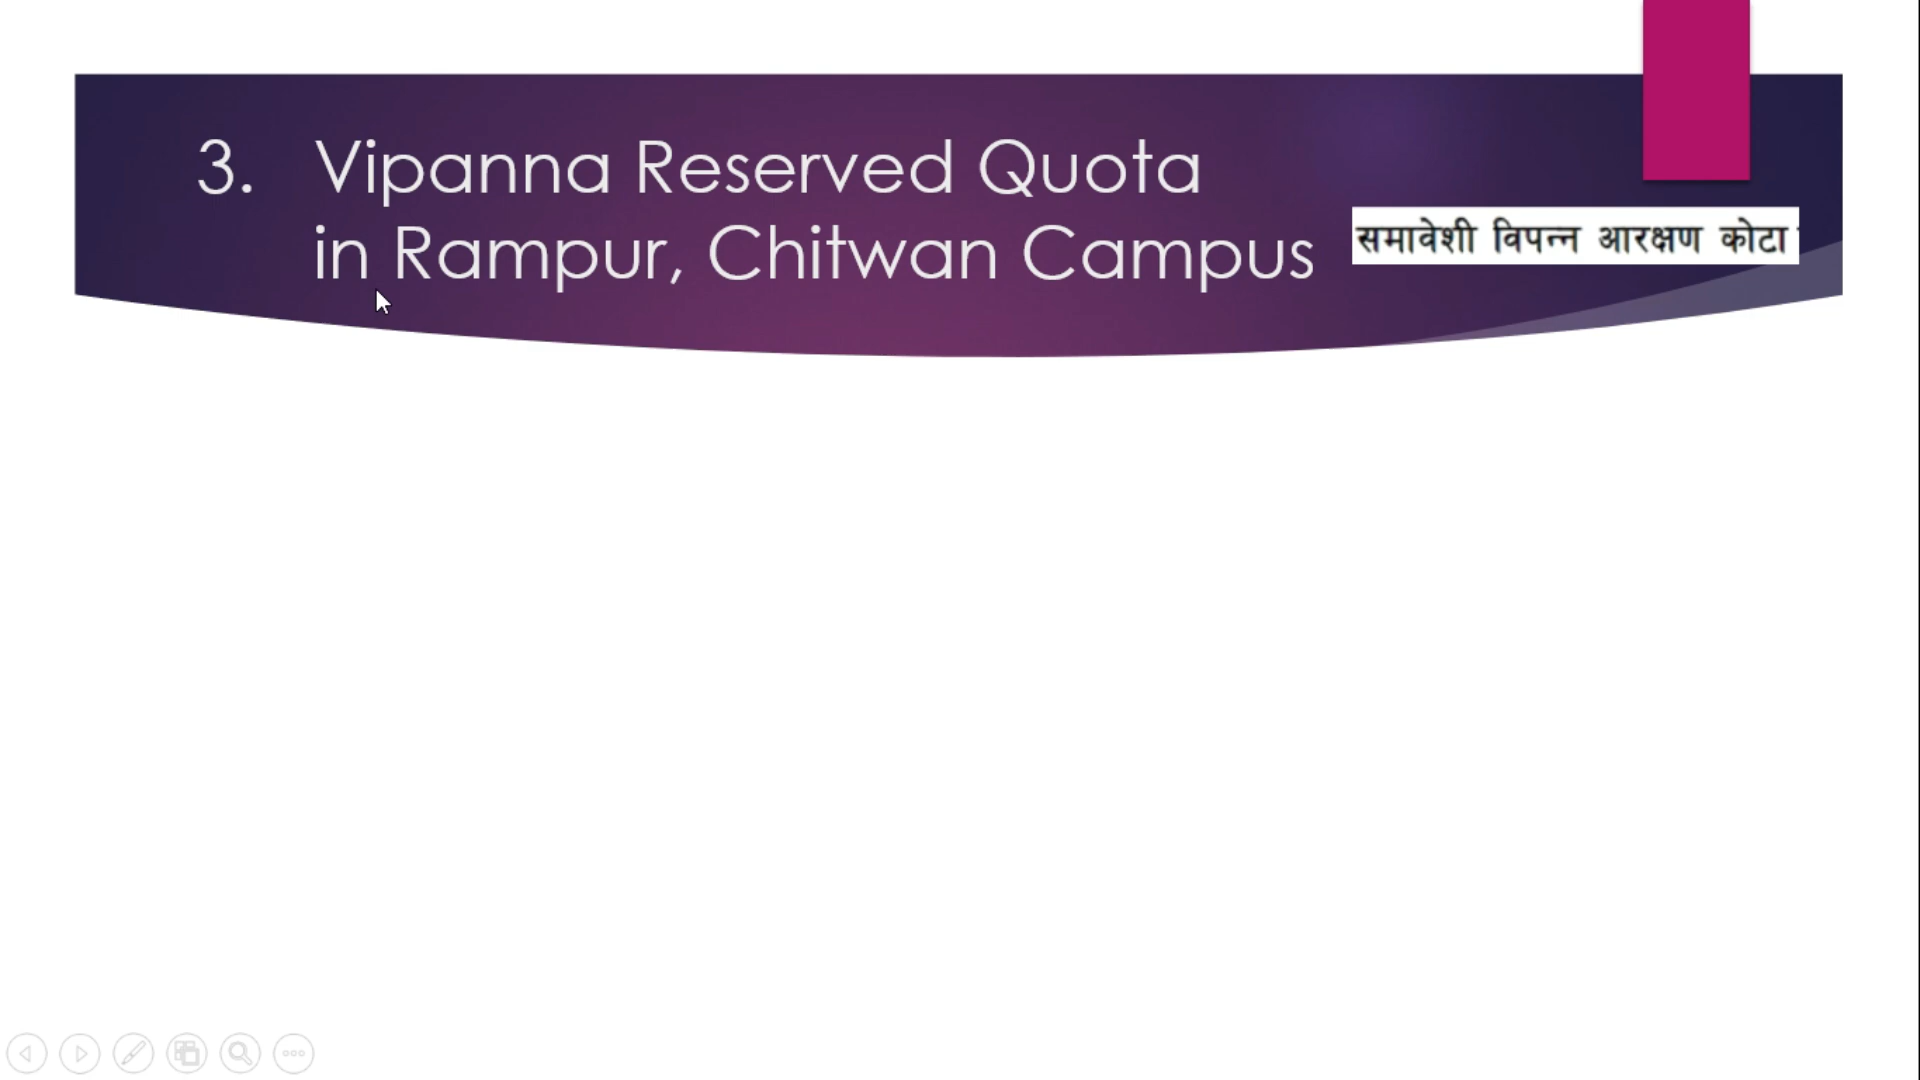 3. Vipanna Reserved Quota
in Rampur, Chitwan Campus
समावेशी विपन्न आरक्षण कोटा